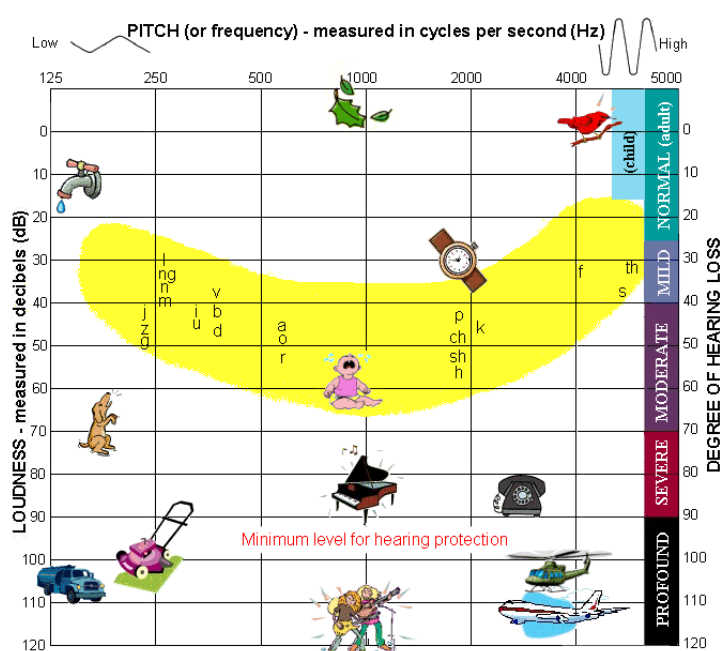 PITCH (or frequency) - measured in cycles per second (Hz)
Low
High
125 250 500 1000 2000 4000 5000
0 0
10 10
20 20
30 30
40 40
50 50
60 60
70 70
80 80
90 90
100 100
110 110
120 120
LOUDNESS - measured in decibels (dB)
DEGREE OF HEARING LOSS
NORMAL (adult)
(child)
MILD
MODERATE
SEVERE
PROFOUND
l
ng
n
m
j
z
g
i
u
v
b
d
a
o
r
p
ch
sh
h
k
f
th
s
Minimum level for hearing protection